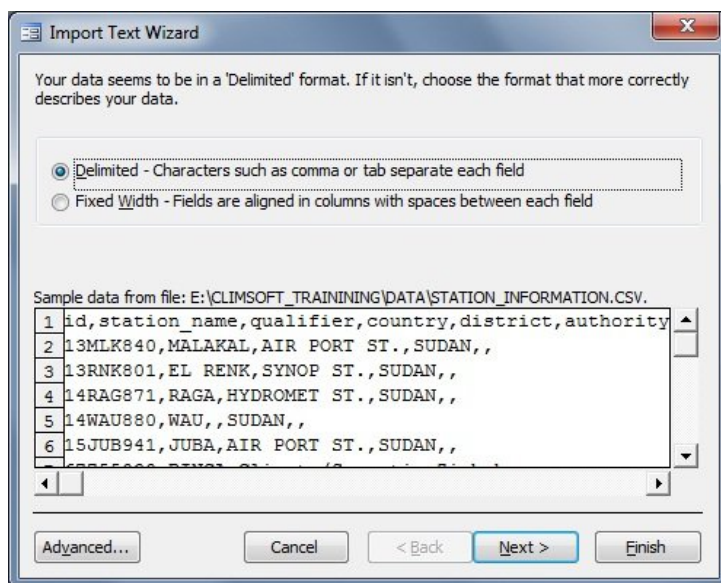 Import Text Wizard
Your data seems to be in a 'Delimited' format. If it isn't, choose the format that more correctly
describes your data.
Delimited - Characters such as comma or tab separate each field
Fixed Width - Fields are aligned in columns with spaces between each field
Sample data from file: E:\CLIMSOFT_TRAINING\DATA\STATION_INFORMATION.CSV.
1 id,station_name,qualifier,country,district,authority
2 13MLK840,MALAKAL,AIR PORT ST.,SUDAN,,
3 13RNK801,EL RENK,SYNOP ST.,SUDAN,,
4 14RAG871,RAGA,HYDROMET ST.,SUDAN,,
5 14WAU880,WAU,,SUDAN,,
6 15JUB941,JUBA,AIR PORT ST.,SUDAN,,
Advanced... Cancel < Back Next > Finish